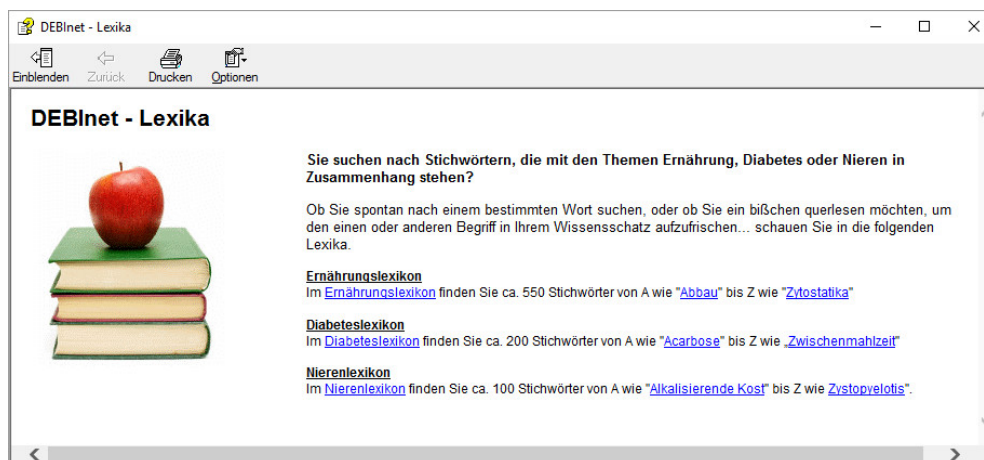 DEBInet - Lexika
Einblenden Zurück Drucken Optionen
DEBInet - Lexika
Sie suchen nach Stichwörtern, die mit den Themen Ernährung, Diabetes oder Nieren in
Zusammenhang stehen?
Ob Sie spontan nach einem bestimmten Wort suchen, oder ob Sie ein bißchen querlesen möchten, um
den einen oder anderen Begriff in Ihrem Wissensschatz aufzufrischen... schauen Sie in die folgenden
Lexika.
Ernährungslexikon
Im Ernährungslexikon finden Sie ca. 550 Stichwörter von A wie "Abbau" bis Z wie "Zytostatika"
Diabeteslexikon
Im Diabeteslexikon finden Sie ca. 200 Stichwörter von A wie "Acarbose" bis Z wie „Zwischenmahlzeit"
Nierenlexikon
Im Nierenlexikon finden Sie ca. 100 Stichwörter von A wie "Alkalisierende Kost" bis Z wie Zystopyelotis".